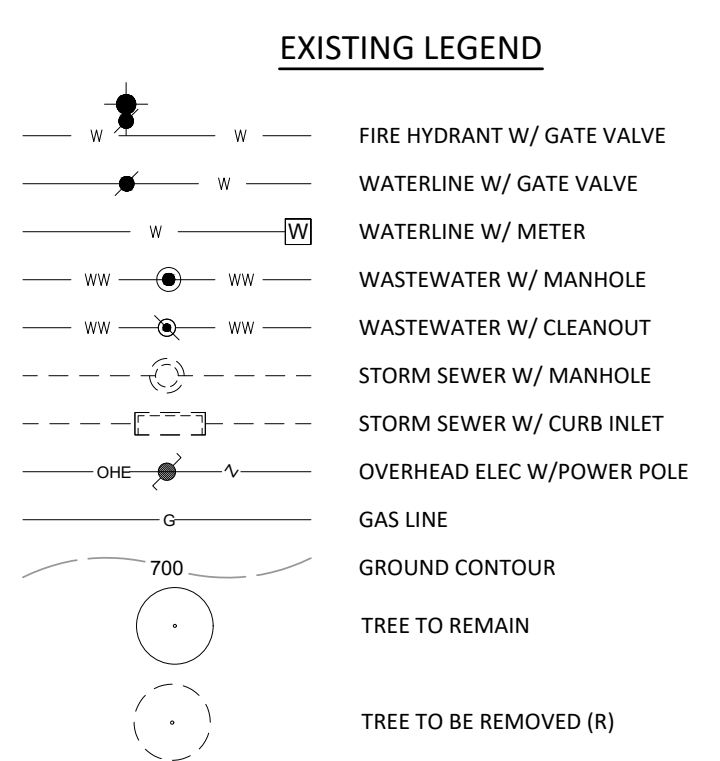 EXISTING LEGEND
W W FIRE HYDRANT W/ GATE VALVE
W WATERLINE W/ GATE VALVE
W W WATERLINE W/ METER
WW WW WASTEWATER W/ MANHOLE
WW WW WASTEWATER W/ CLEANOUT
STORM SEWER W/ MANHOLE
STORM SEWER W/ CURB INLET
OHE OVERHEAD ELEC W/POWER POLE
G GAS LINE
700 GROUND CONTOUR
TREE TO REMAIN
TREE TO BE REMOVED (R)